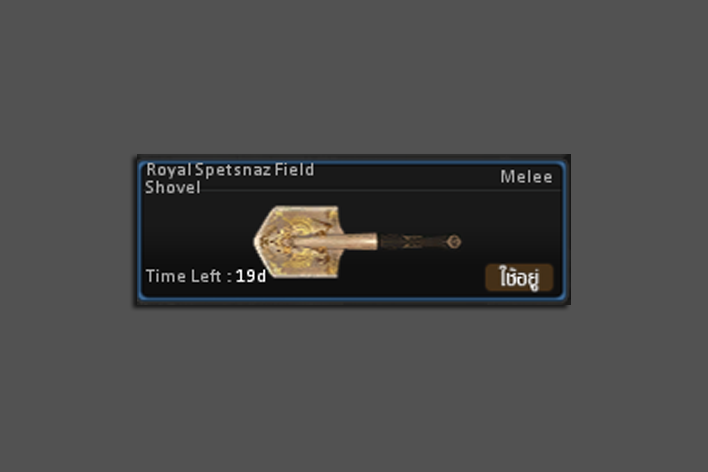 Royal Spetsnaz Field
Shovel
Melee
Time Left : 19d
ใช้อยู่